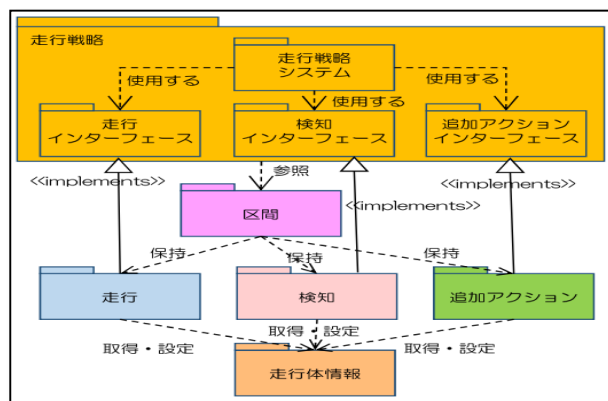 走行戦略
走行戦略
システム
使用する
使用する
使用する
走行
インターフェース
検知
インターフェース
追加アクション
インターフェース
<<implements>>
参照
<<implements>>
<<implements>>
区間
保持
保持
保持
走行
検知
追加アクション
取得・設定
取得・設定
取得・設定
走行体情報